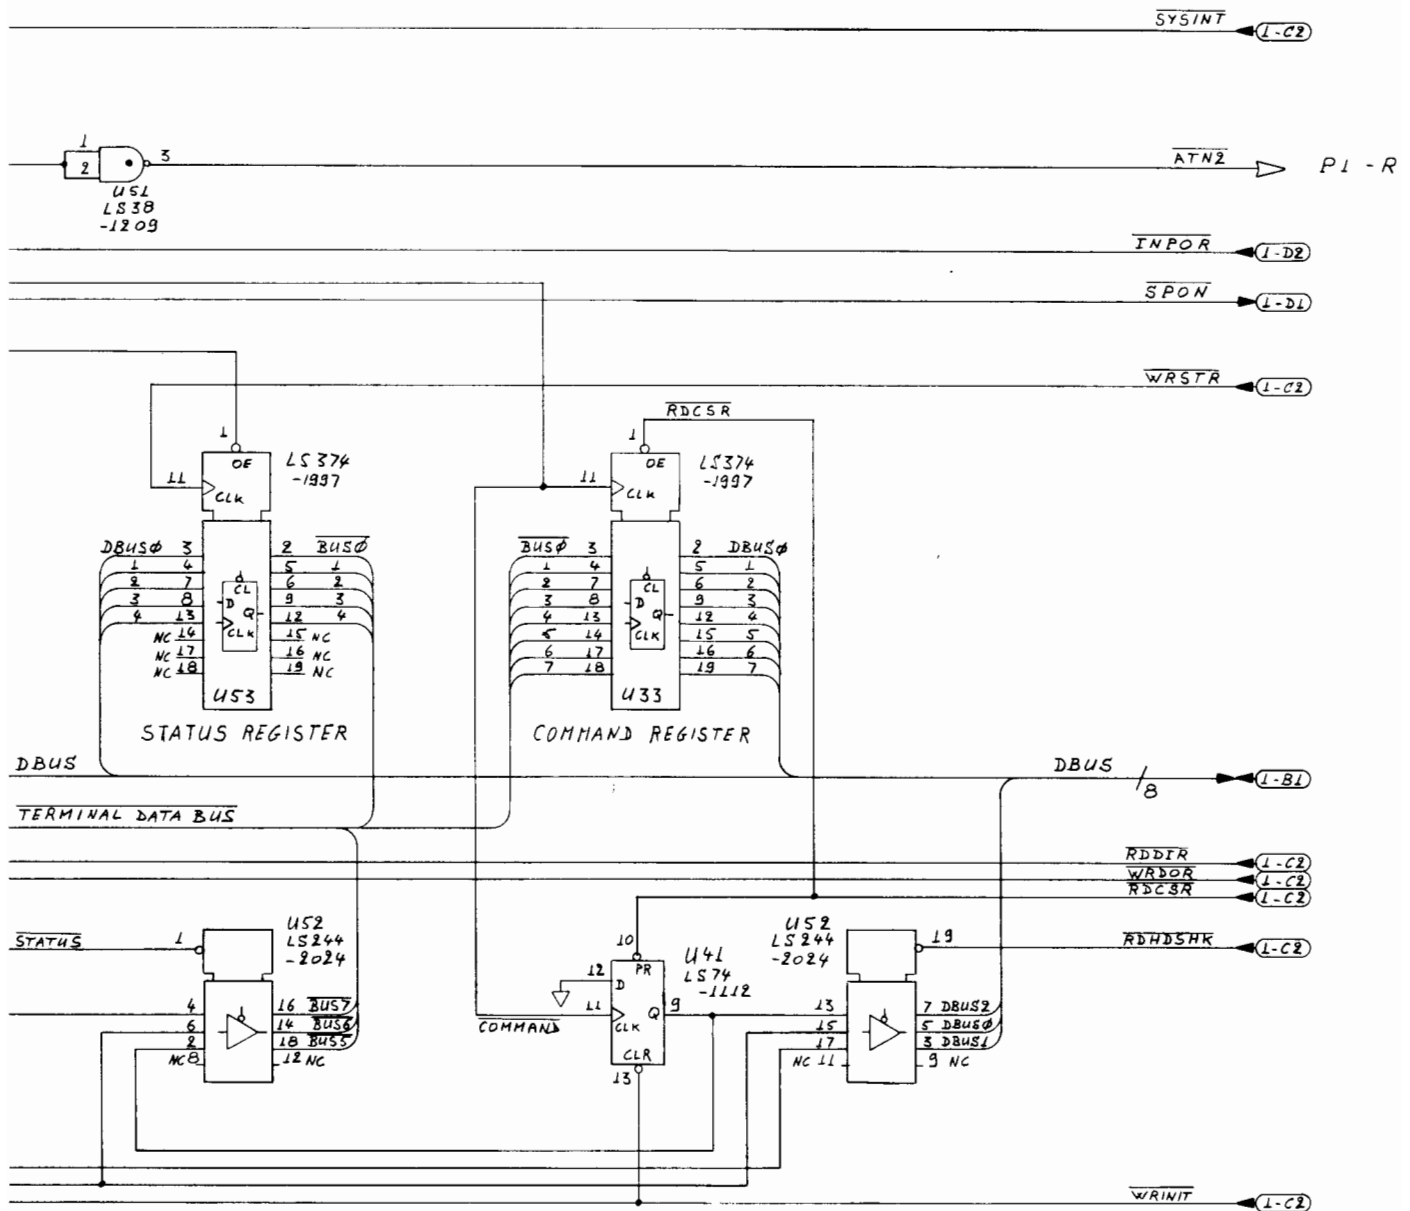 SYSINT 1-C2
1
2 3 ATN2 P1 - R
U51
LS38
-1209
INPOR 1-D2
SPON 1-D1
WRSTR 1-C2
RDCSR
1 1
OE LS374 OE LS374
11 CLK -1997 11 CLK -1997
DBUSØ 3 2 BUSØ BUSØ 3 2 DBUSØ
1 4 5 1 1 4 5 1
2 7 6 2 2 7 6 2
3 8 9 3 3 8 9 3
4 13 12 4 4 13 12 4
NC 14 15 NC 5 14 15 5
NC 17 16 NC 6 17 16 6
NC 18 19 NC 7 18 19 7
CL D Q CLK CL D Q CLK
U53 U33
STATUS REGISTER COMMAND REGISTER
DBUS DBUS 8 1-B1
TERMINAL DATA BUS
RDDIR 1-C2
WRDOR 1-C2
RDCSR 1-C2
STATUS 1 U52 LS244 -2024
10 PR U41 LS74 -1112
U52 LS244 -2024 19 RDHDSHK 1-C2
12 D
4 16 BUS7 COMMAND 11 CLK Q 9 13 7 DBUS2
6 14 BUS6 15 5 DBUSØ
2 18 BUS5 CLR 17 3 DBUS1
NC 8 12 NC 13 NC 11 9 NC
WRINIT 1-C2